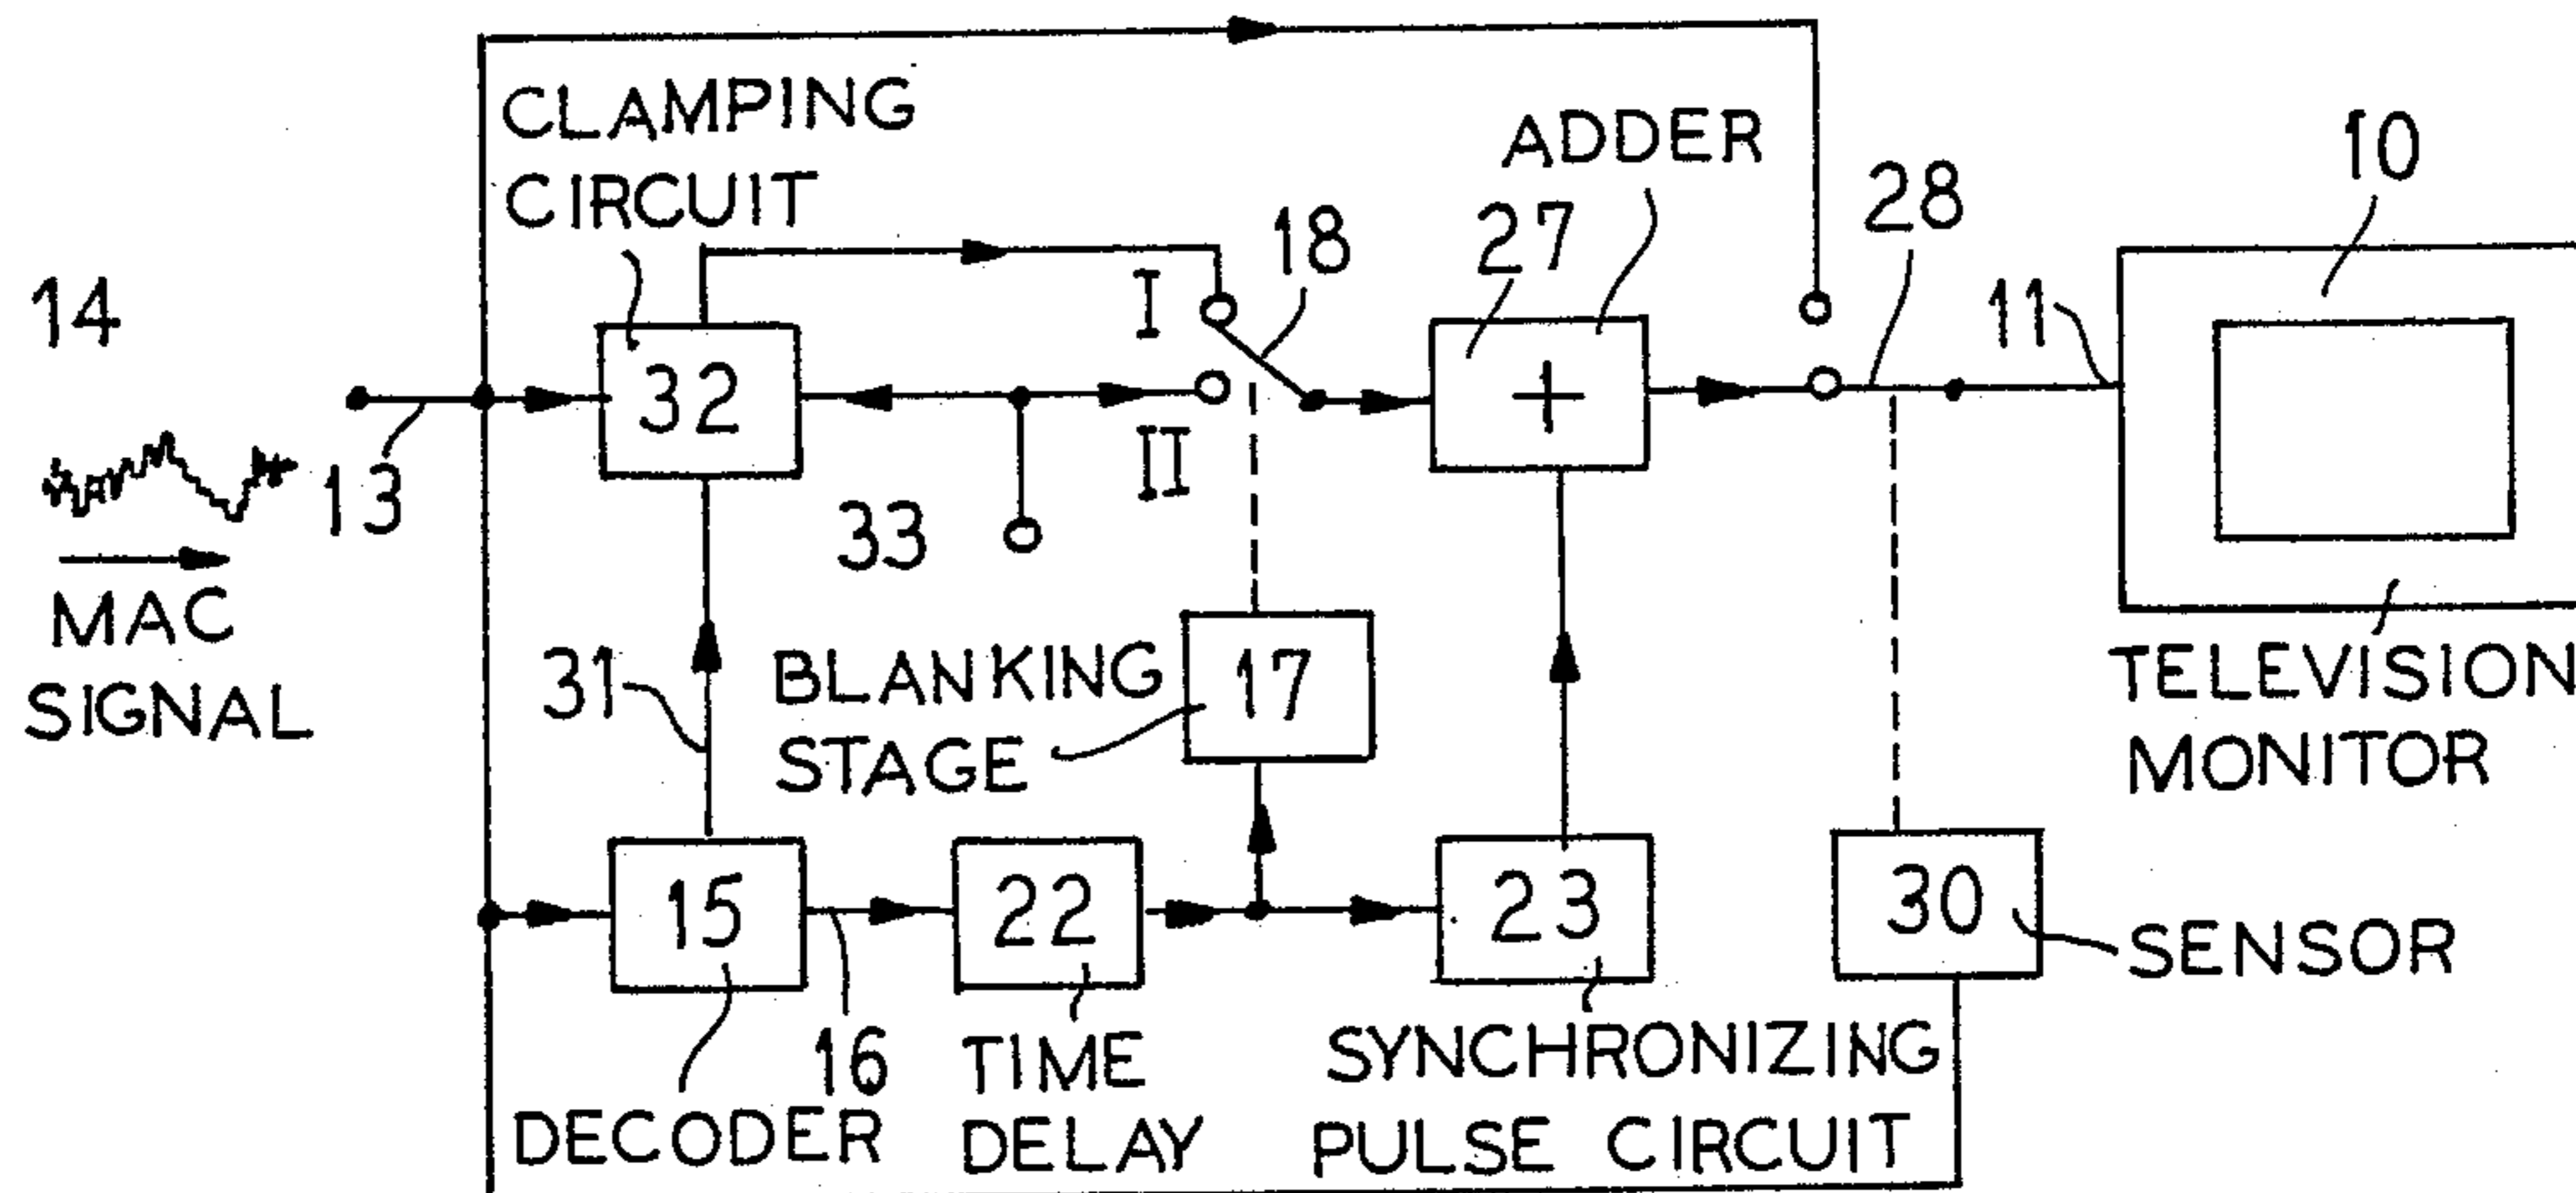 CLAMPING
CIRCUIT
ADDER
10
14
I
18
27
28
11
32
+
13
II
33
MAC
SIGNAL
31
BLANKING
STAGE
17
TELEVISION
MONITOR
15
22
23
30
SENSOR
16
DECODER
TIME
DELAY
SYNCHRONIZING
PULSE CIRCUIT